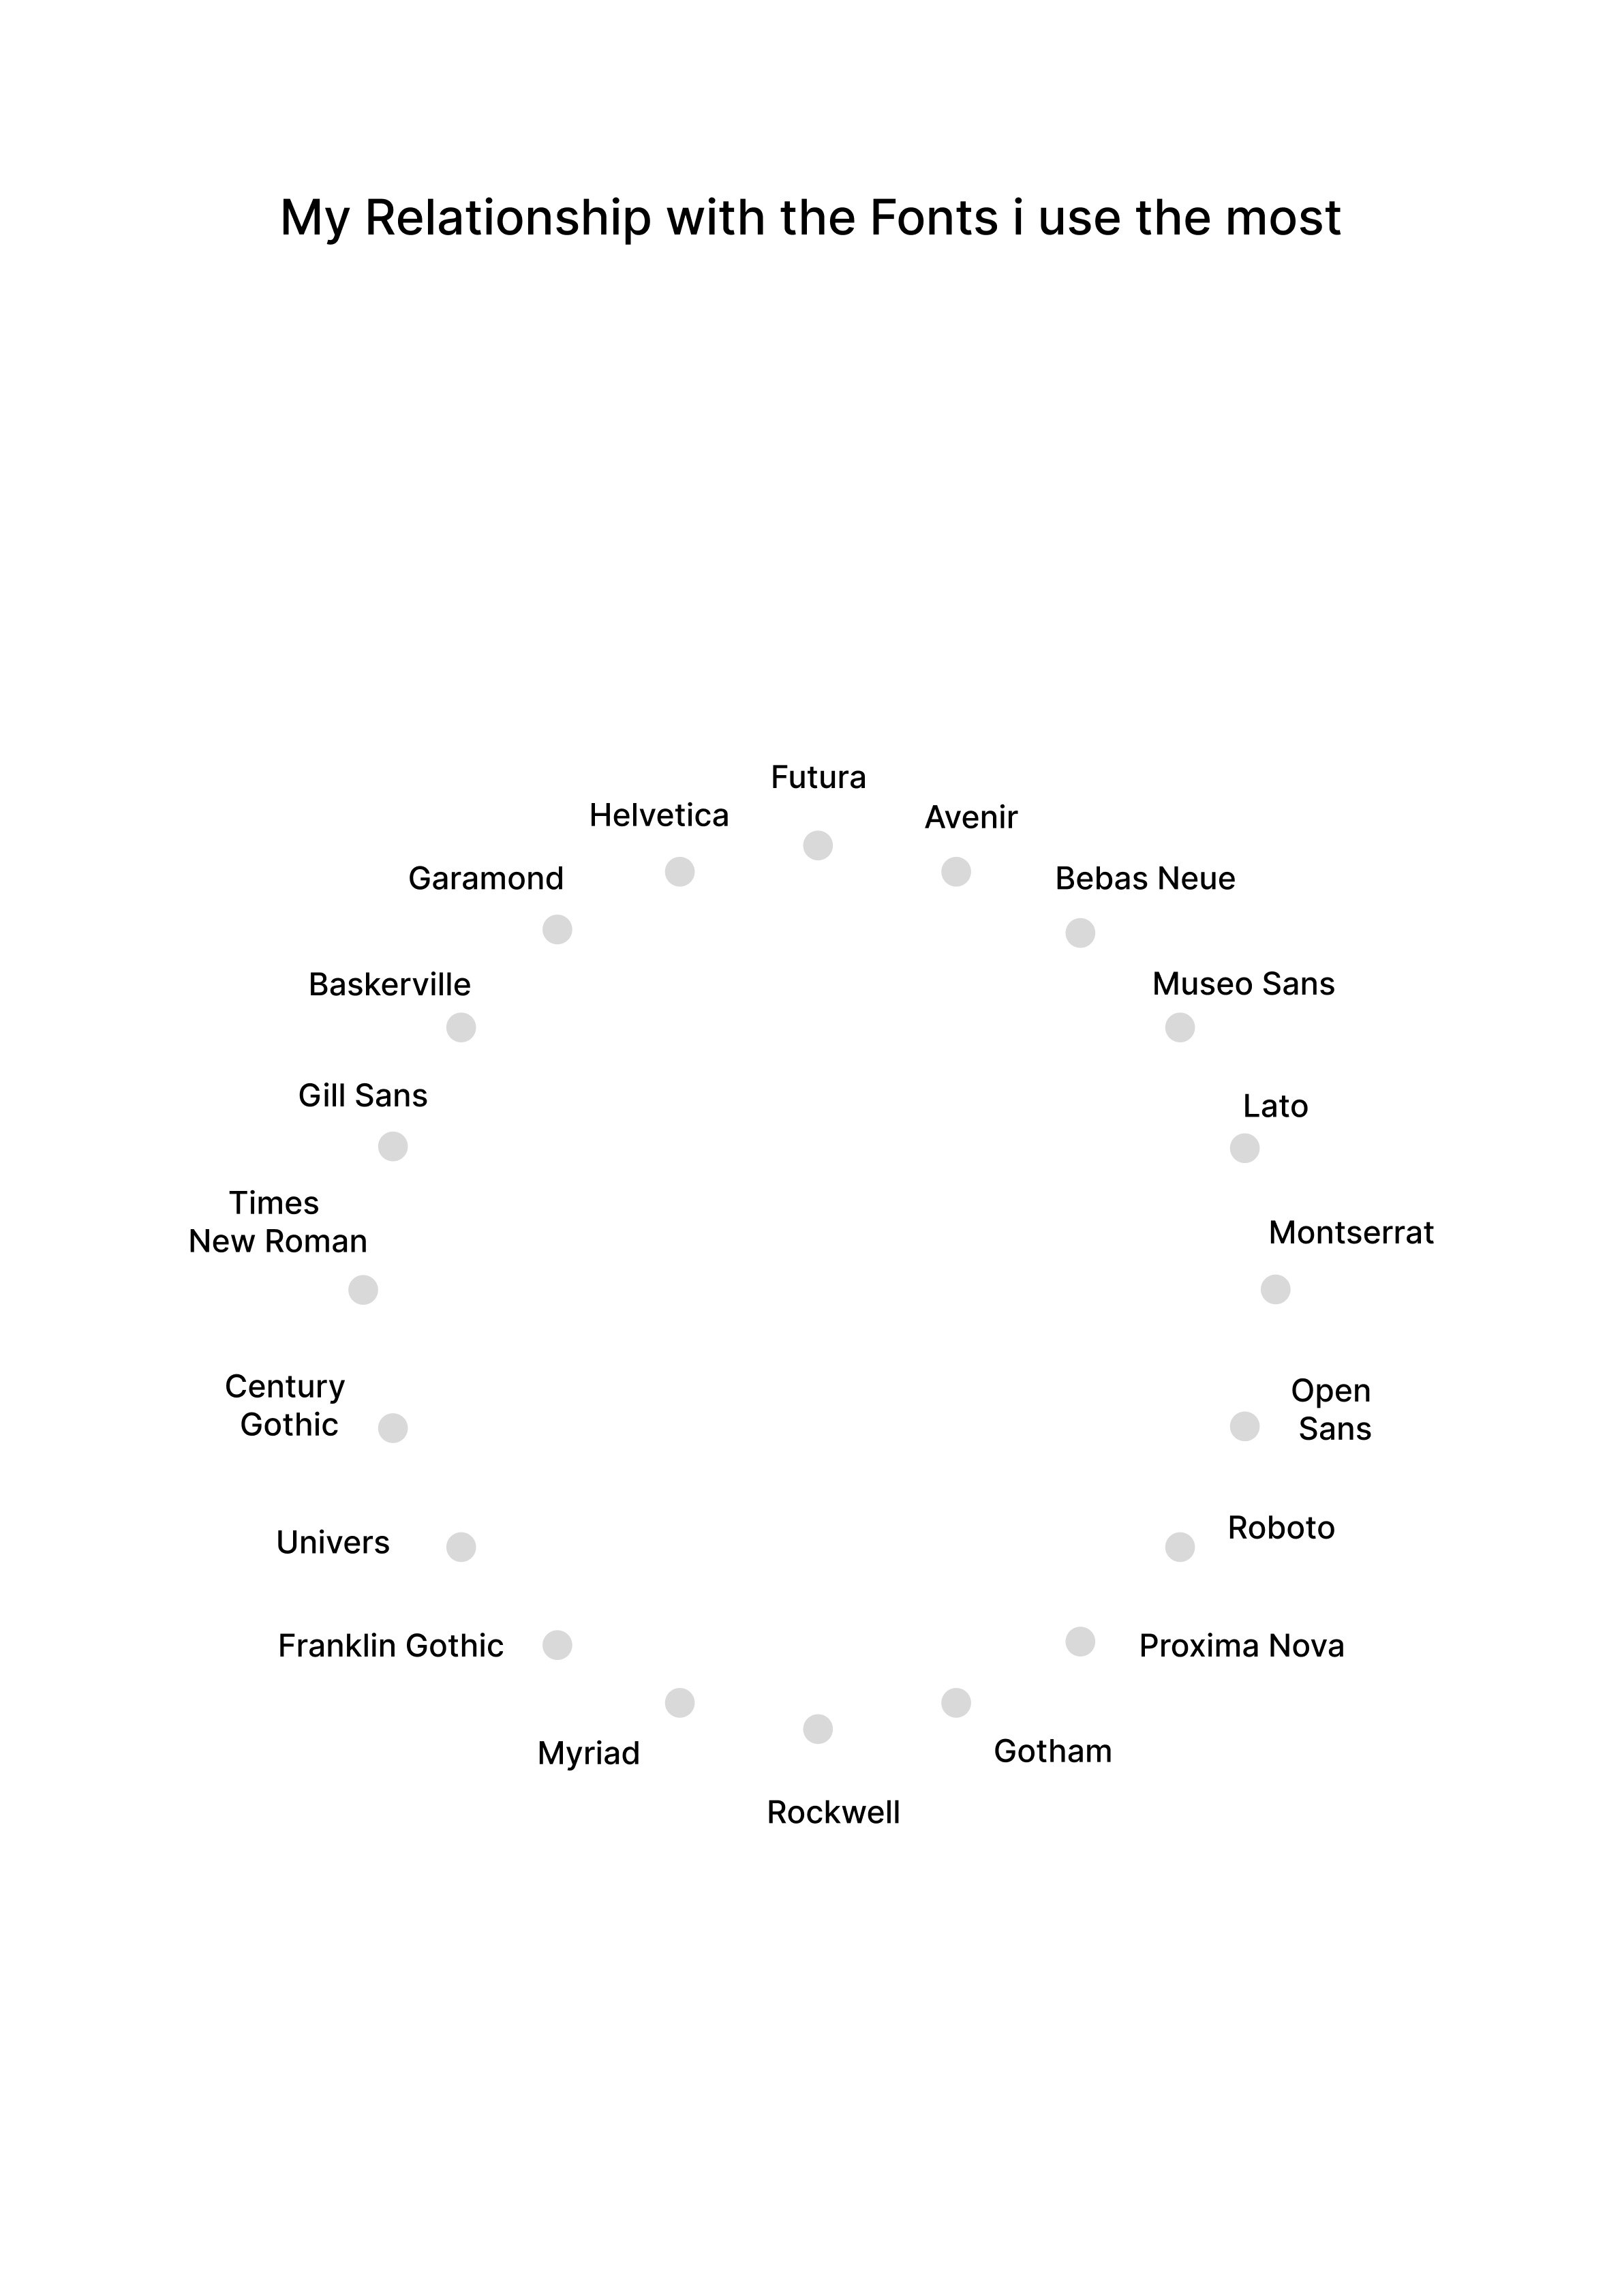 My Relationship with the Fonts i use the most
Futura
Helvetica
Avenir
Garamond
Bebas Neue
Baskerville
Museo Sans
Gill Sans
Lato
Times
New Roman
Montserrat
Century
Gothic
Open
Sans
Univers
Roboto
Franklin Gothic
Proxima Nova
Myriad
Gotham
Rockwell